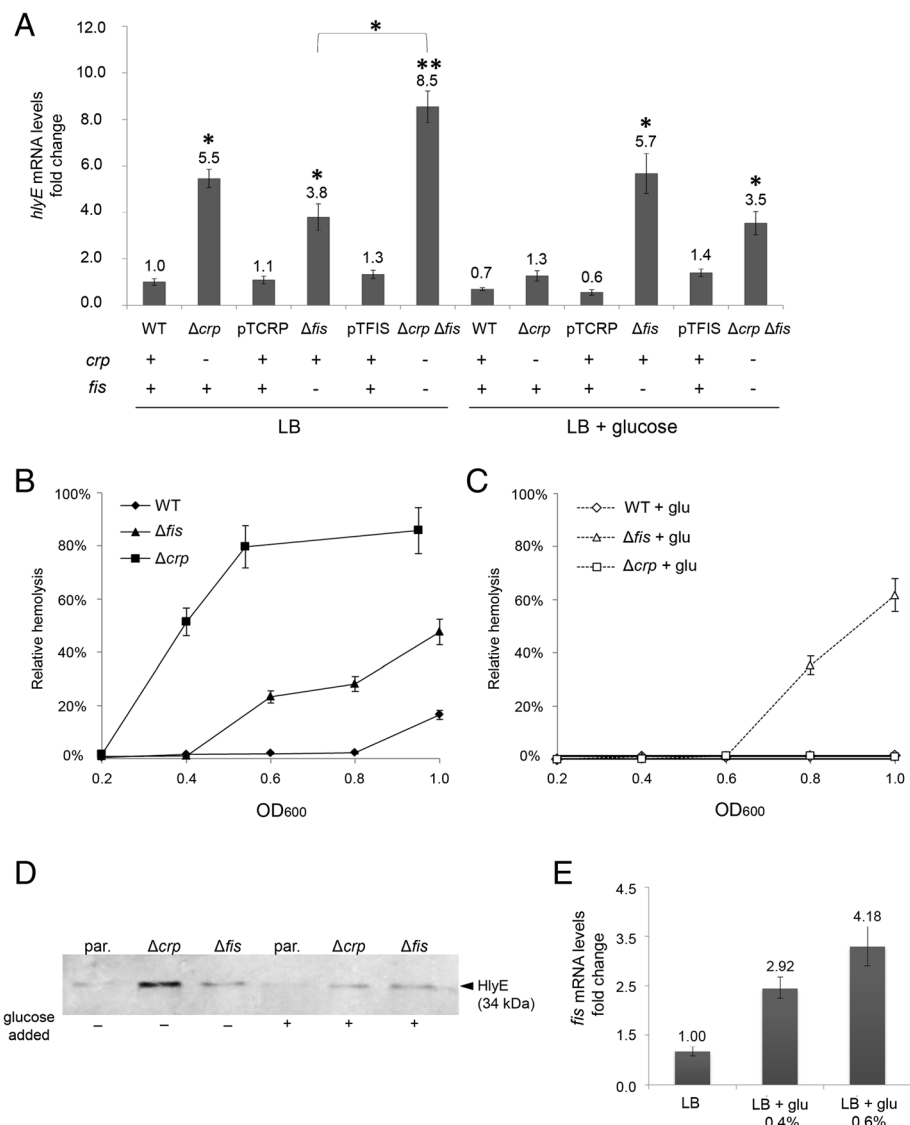 A
12.0
10.0
8.0
6.0
4.0
2.0
0.0
hlyE mRNA levels
fold change
*
**
8.5
*
5.5
*
3.8
*
5.7
*
3.5
1.0
1.1
1.3
0.7
1.3
0.6
1.4
WT Δcrp pTCRP Δfis pTFIS Δcrp Δfis WT Δcrp pTCRP Δfis pTFIS Δcrp Δfis
crp + - + + + - + - + + + -
fis + + + - + - + + + - + -
LB LB + glucose
B
100%
80%
60%
40%
20%
0%
Relative hemolysis
WT
Δfis
Δcrp
0.2 0.4 0.6 0.8 1.0
OD600
C
100%
80%
60%
40%
20%
0%
Relative hemolysis
WT + glu
Δfis + glu
Δcrp + glu
0.2 0.4 0.6 0.8 1.0
OD600
D
par. Δcrp Δfis par. Δcrp Δfis
HlyE
(34 kDa)
glucose
added – – – + + +
E
4.5
3.5
2.5
1.5
0.0
fis mRNA levels
fold change
1.00
2.92
4.18
LB LB + glu LB + glu
0.4% 0.6%